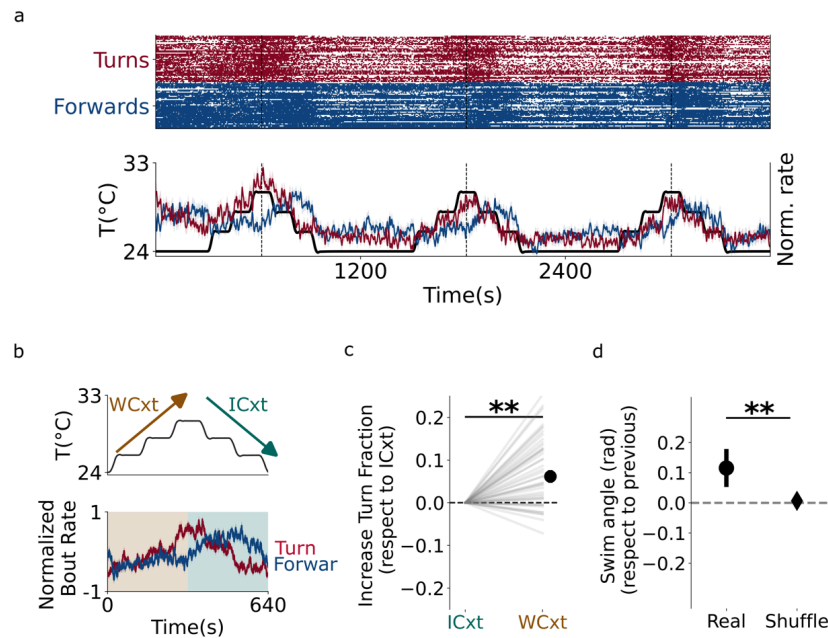 a
Turns
Forwards
33
T(°C)
24
Norm. rate
1200
2400
Time(s)
b
33
WCxt
ICxt
T(°C)
24
1
Normalized
Bout Rate
-1
Turn
Forwar
0
640
Time(s)
c
**
Increase Turn Fraction
(respect to ICxt)
0.2
0.1
0.0
−0.1
−0.2
ICxt
WCxt
d
**
Swim angle (rad)
(respect to previous)
0.2
0.1
0.0
−0.1
−0.2
Real
Shuffle